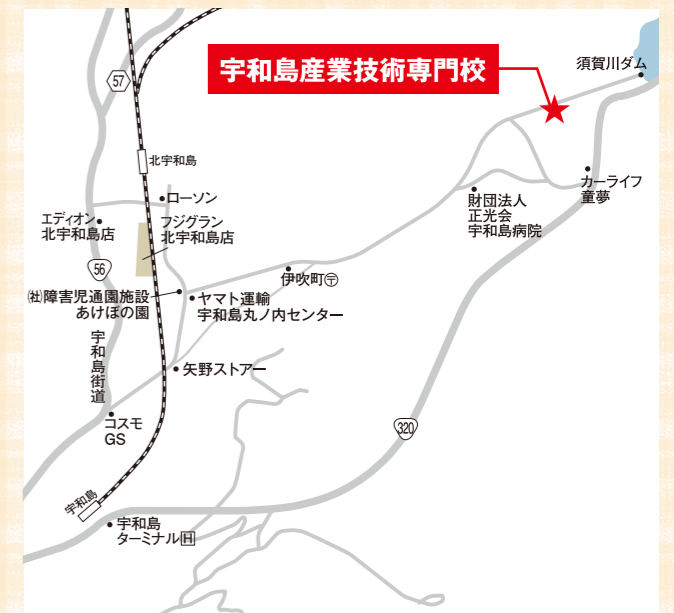 宇和島産業技術専門校
須賀川ダム
57
北宇和島
カーライフ
童夢
ローソン
財団法人
正光会
宇和島病院
エディオン
北宇和島店
フジグラン
北宇和島店
56
伊吹町〶
㈳障害児通園施設
あけぼの園
ヤマト運輸
宇和島丸ノ内センター
宇和島街道
矢野ストアー
コスモ
GS
320
宇和島
宇和島
ターミナルH